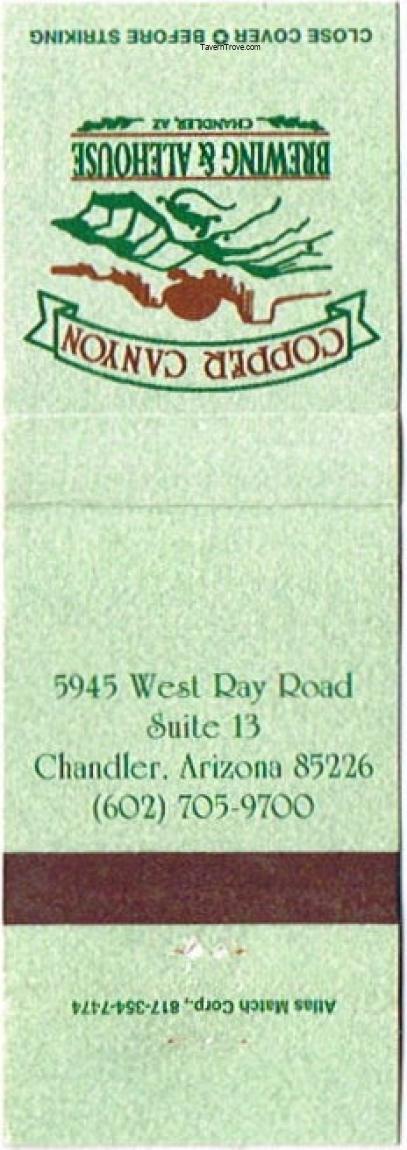 CLOSE COVER BEFORE STRIKING
TavernTrove.com
COPPER CANYON
BREWING & ALEHOUSE
CHANDLER, AZ
5945 West Ray Road
Suite 13
Chandler, Arizona 85226
(602) 705-9700
Atlas Match Corp., 817-354-7474